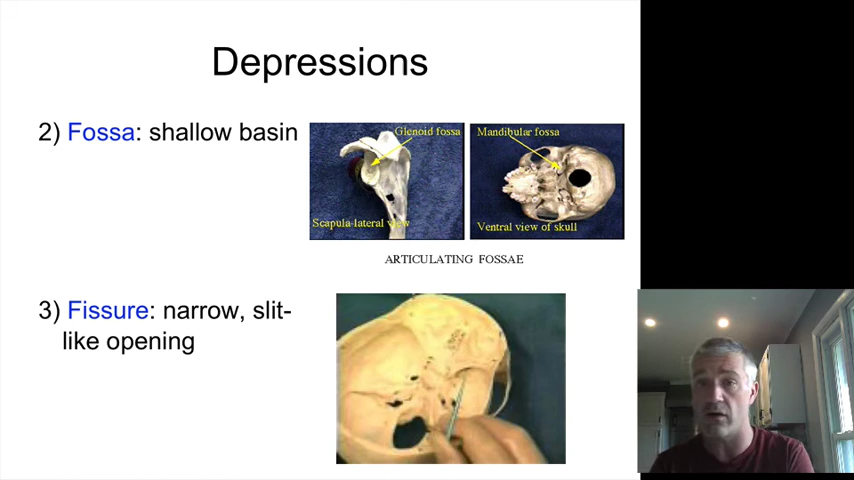 Depressions
2) Fossa: shallow basin
Glenoid fossa
Scapula-lateral view
Mandibular fossa
Ventral view of skull
ARTICULATING FOSSAE
3) Fissure: narrow, slit-
like opening